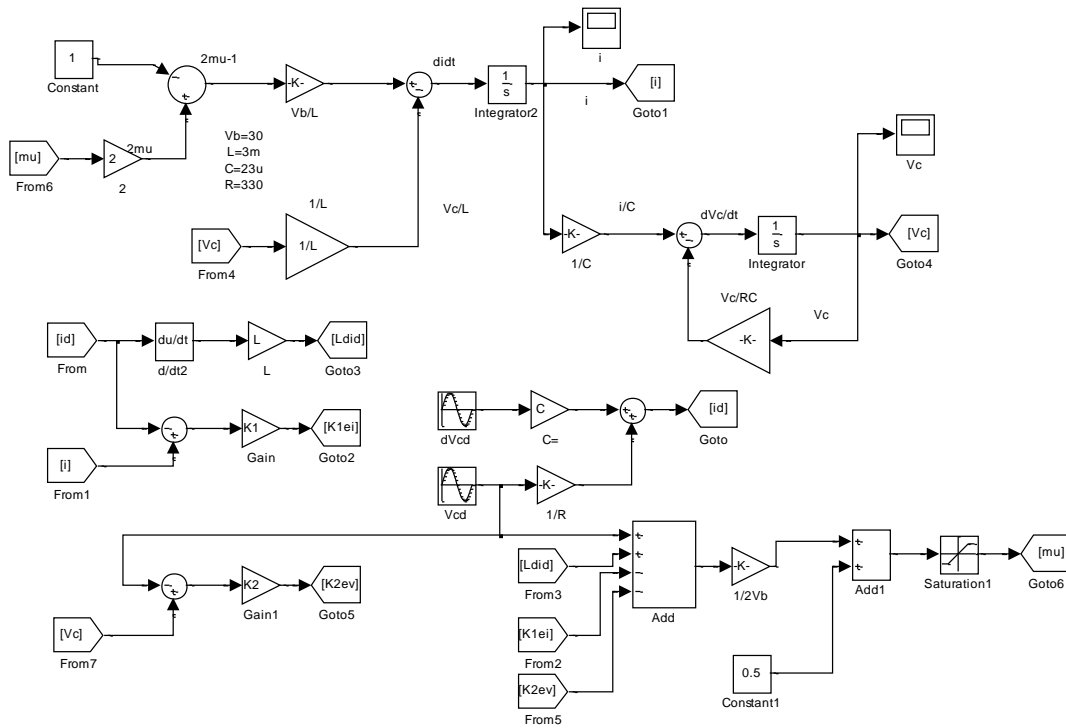 1
Constant
2mu-1
-K-
Vb/L
didt
1
s
Integrator2
i
i
[i]
Goto1
[mu]
From6
2
2mu
2
Vb=30
L=3m
C=23u
R=330
1/L
1/L
Vc/L
[Vc]
From4
i/C
-K-
1/C
dVc/dt
1
s
Integrator
Vc
[Vc]
Goto4
Vc/RC
Vc
-K-
[id]
From
du/dt
d/dt2
L
L
[Ldid]
Goto3
[i]
From1
K1
Gain
[K1ei]
Goto2
dVcd
C
C=
[id]
Goto
Vcd
-K-
1/R
[Vc]
From7
K2
Gain1
[K2ev]
Goto5
[Ldid]
From3
[K1ei]
From2
[K2ev]
From5
Add
-K-
1/2Vb
0.5
Constant1
Add1
Saturation1
[mu]
Goto6